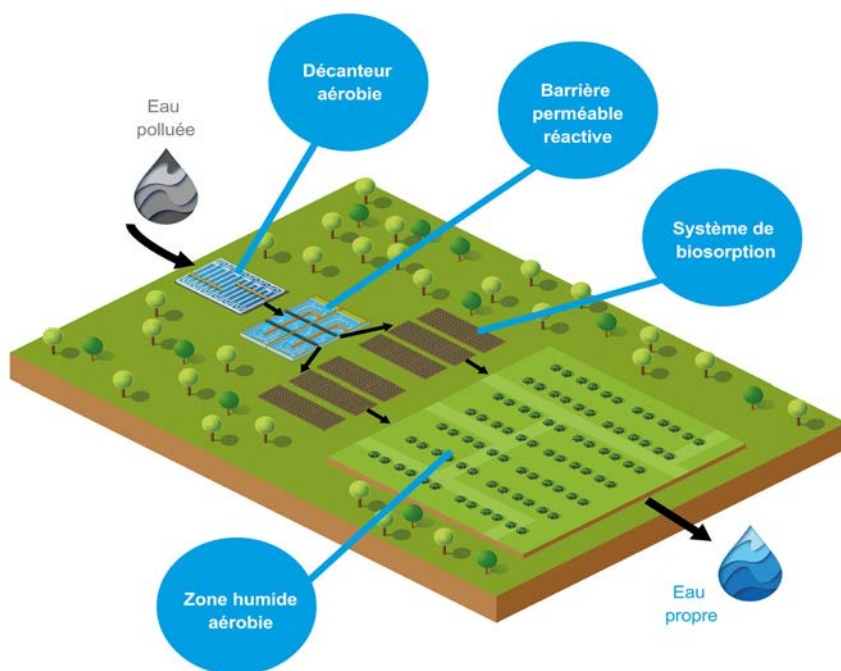 Décanteur
aérobie
Eau
polluée
Barrière
perméable
réactive
Système de
biosorption
Zone humide
aérobie
Eau
propre